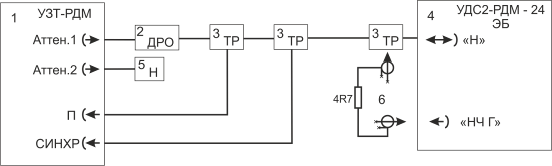 1 УЗТ-РДМ
Аттен.1
Аттен.2
П
СИНХР
2 ДРО
5 Н
3 ТР
3 ТР
3 ТР
4R7
6
4 УДС2-РДМ - 24
ЭБ
«Н»
«НЧ Г»